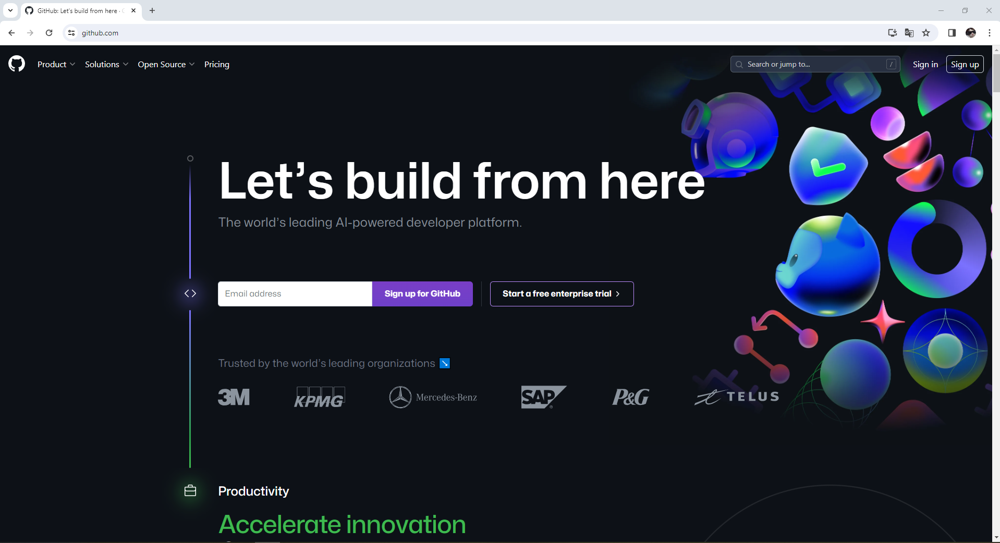 GitHub: Let's build from here ·
github.com
Product Solutions Open Source Pricing Search or jump to... / Sign in Sign up
Let's build from here
The world's leading AI-powered developer platform.
Email address Sign up for GitHub Start a free enterprise trial
Trusted by the world's leading organizations
3M KPMG Mercedes-Benz SAP® P&G TELUS
Productivity
Accelerate innovation